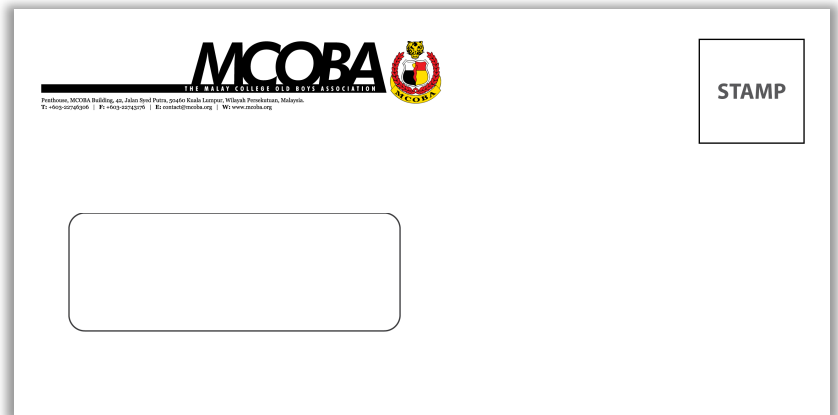 MCOBA
THE MALAY COLLEGE OLD BOYS ASSOCIATION
MCOBA
Penthouse, MCOBA Building, 42, Jalan Syed Putra, 50460 Kuala Lumpur, Wilayah Persekutuan, Malaysia.
T: +603-22746306 | F: +603-22743176 | E: contact@mcoba.org | W: www.mcoba.org
STAMP